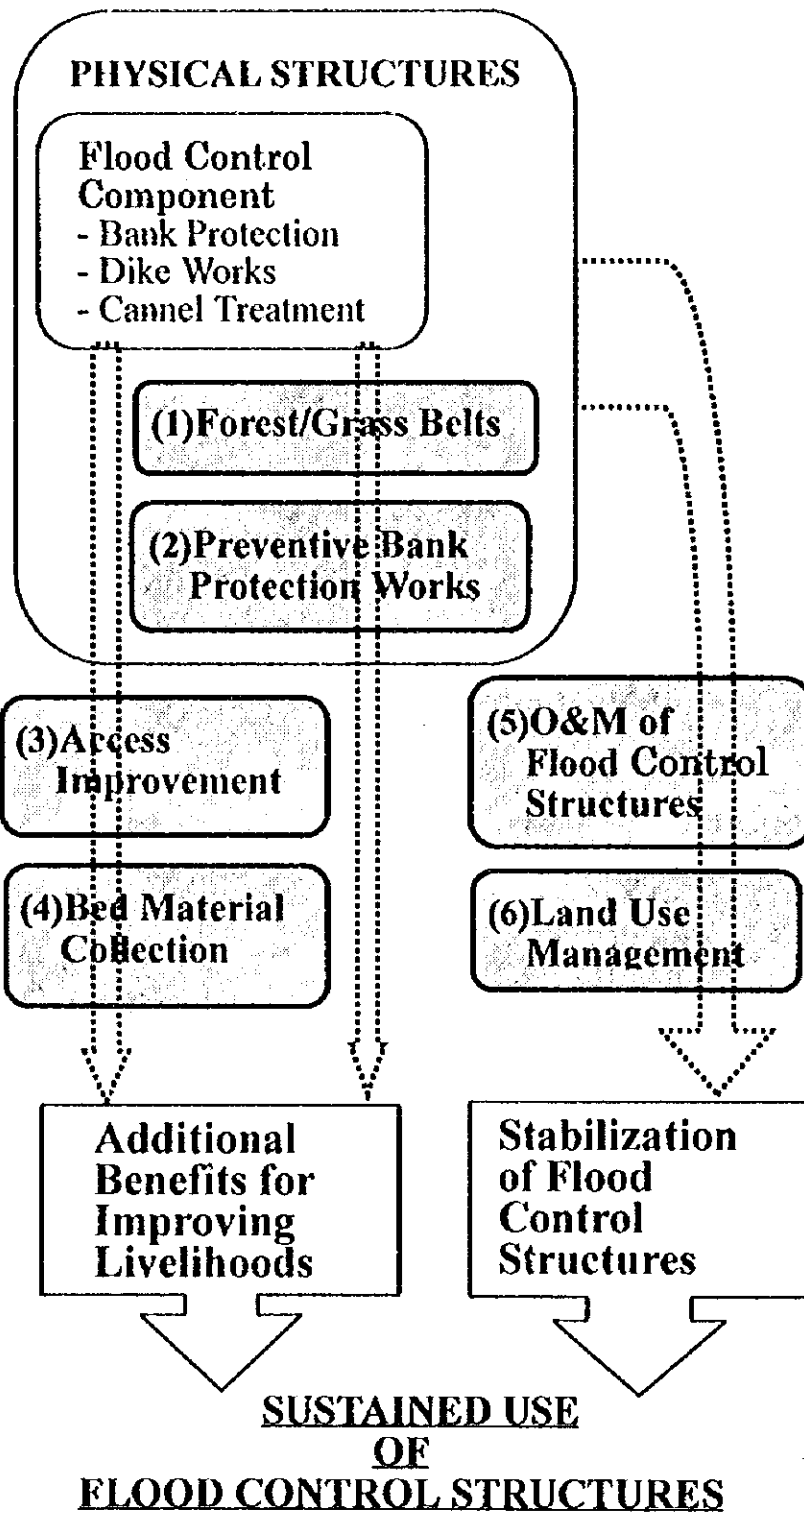 PHYSICAL STRUCTURES
Flood Control
Component
- Bank Protection
- Dike Works
- Cannel Treatment
(1)Forest/Grass Belts
(2)Preventive Bank
Protection Works
(3)Access
Improvement
(4)Bed Material
Collection
(5)O&M of
Flood Control
Structures
(6)Land Use
Management
Additional
Benefits for
Improving
Livelihoods
Stabilization
of Flood
Control
Structures
SUSTAINED USE
OF
FLOOD CONTROL STRUCTURES